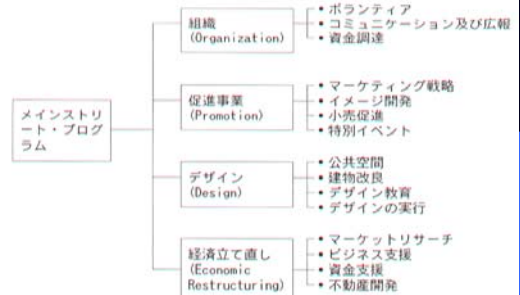 メインストリ
ート・プログ
ラム
組織
(Organization)
• ボランティア
• コミュニケーション及び広報
• 資金調達
促進事業
(Promotion)
• マーケティング戦略
• イメージ開発
• 小売促進
• 特別イベント
デザイン
(Design)
• 公共空間
• 建物改良
• デザイン教育
• デザインの実行
経済立て直し
(Economic
Restructuring)
• マーケットリサーチ
• ビジネス支援
• 資金支援
• 不動産開発